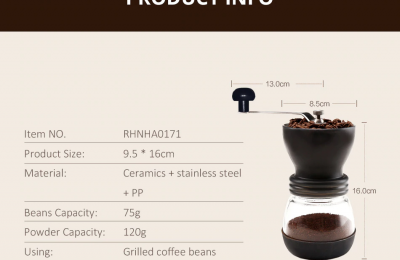 PRODUCT INFO
13.0cm
8.5cm
Item NO. RHNHA0171
Product Size: 9.5 * 16cm
Material: Ceramics + stainless steel
+ PP
16.0cm
Beans Capacity: 75g
Powder Capacity: 120g
Using: Grilled coffee beans